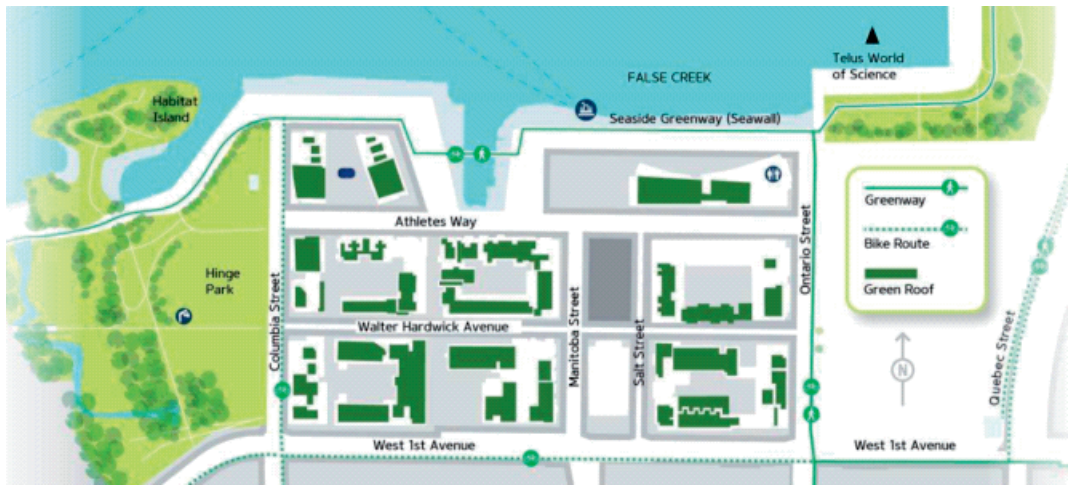 FALSE CREEK
Telus World
of Science
Habitat
Island
Seaside Greenway (Seawall)
Athletes Way
Hinge
Park
Columbia Street
Walter Hardwick Avenue
Manitoba Street
Salt Street
Ontario Street
Quebec Street
Greenway
Bike Route
Green Roof
N
West 1st Avenue
West 1st Avenue